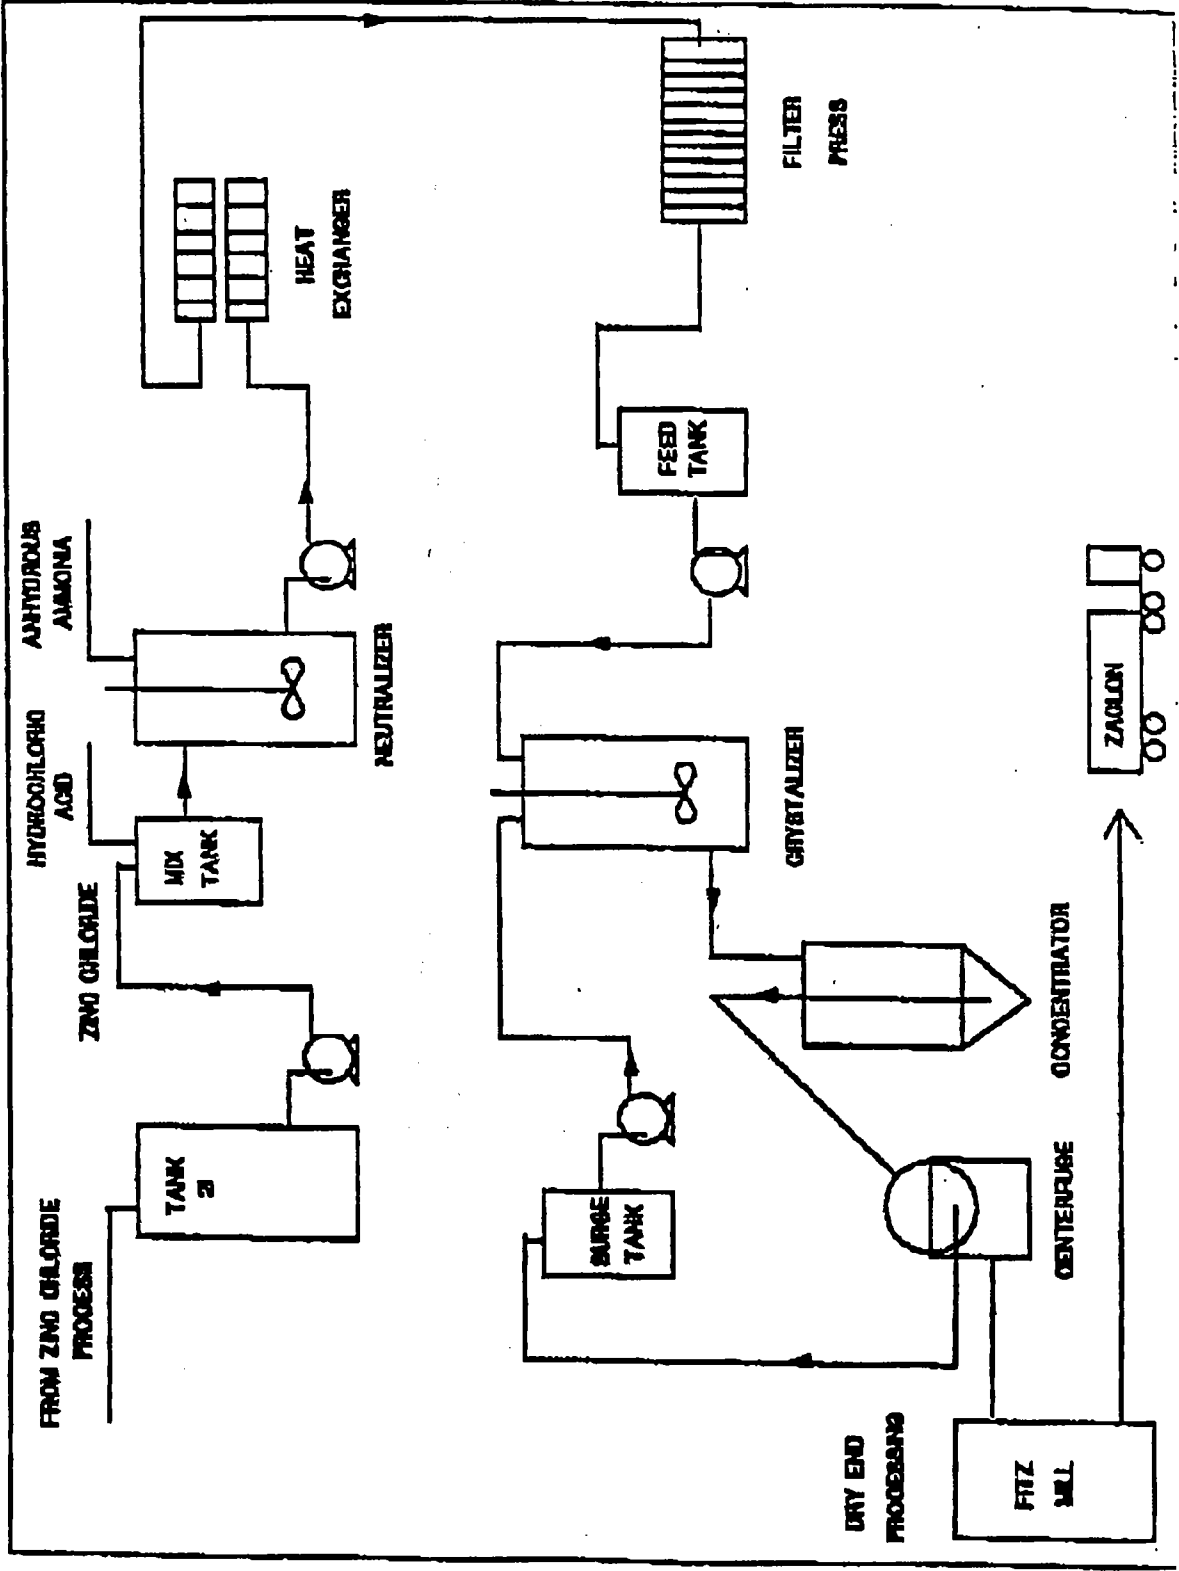 FROM ZINC CHLORIDE
PROCESS
ZINC CHLORIDE
HYDROCHLORIC
ACID
ANHYDROUS
AMMONIA
TANK
21
MIX
TANK
NEUTRALIZER
HEAT
EXCHANGER
SURGE
TANK
CRYSTALIZER
FEED
TANK
FILTER
PRESS
DRY END
PROCESSING
FITZ
MILL
CENTERFUGE
CONCENTRATOR
ZACLON